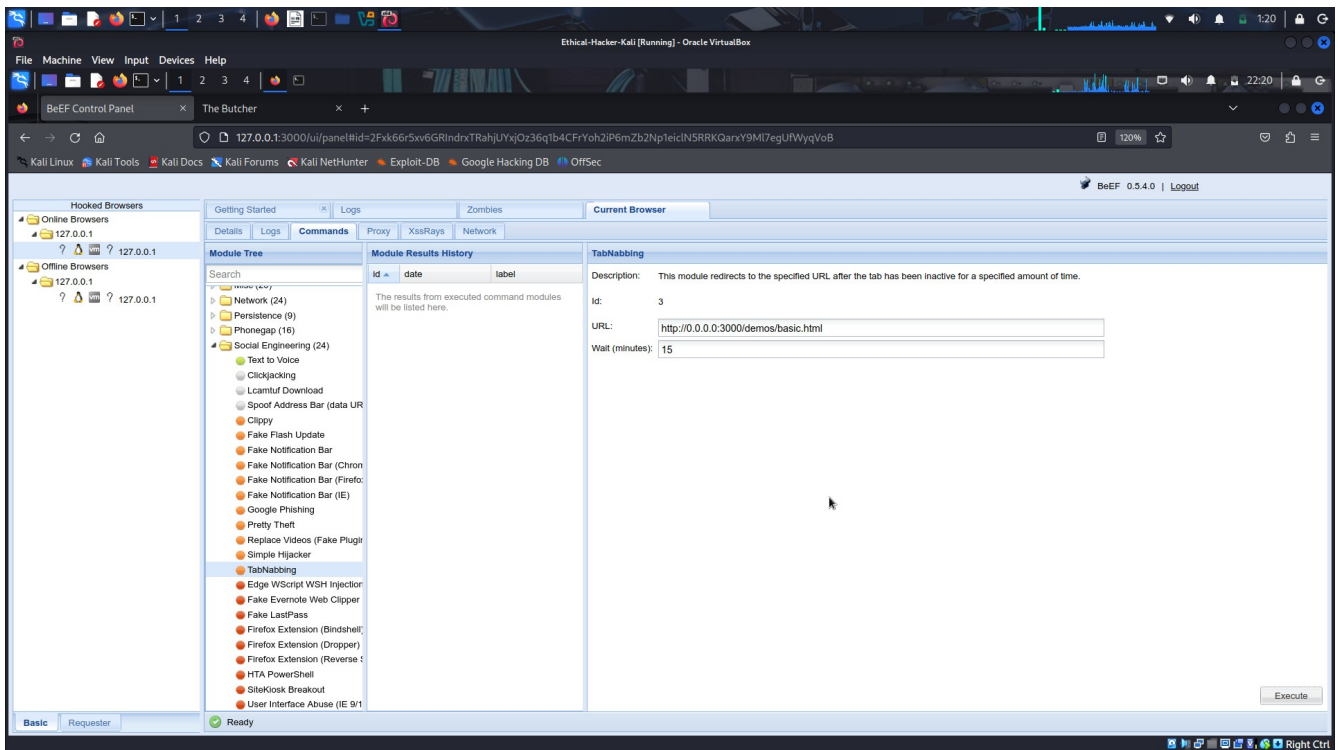 1 2 3 4
1:20
Ethical-Hacker-Kali [Running] - Oracle VirtualBox
File Machine View Input Devices Help
1 2 3 4
22:20
BeEF Control Panel
The Butcher
127.0.0.1:3000/ui/panel#id=2Fxk66r5xv6GRIndrxTRahjUYxjOz36q1b4CFrYoh2iP6mZb2Np1eiclN5RRKQarxY9Ml7egUfWyqVoB
120%
Kali Linux Kali Tools Kali Docs Kali Forums Kali NetHunter Exploit-DB Google Hacking DB OffSec
BeEF 0.5.4.0 | Logout
Hooked Browsers
Online Browsers
127.0.0.1
? vm ? 127.0.0.1
Offline Browsers
127.0.0.1
? vm ? 127.0.0.1
Getting Started Logs Zombies Current Browser
Details Logs Commands Proxy XssRays Network
Module Tree
Search
Network (24)
Persistence (9)
Phonegap (16)
Social Engineering (24)
Text to Voice
Clickjacking
Lcamtuf Download
Spoof Address Bar (data UR
Clippy
Fake Flash Update
Fake Notification Bar
Fake Notification Bar (Chrom
Fake Notification Bar (Firefo
Fake Notification Bar (IE)
Google Phishing
Pretty Theft
Replace Videos (Fake Plugin
Simple Hijacker
TabNabbing
Edge WScript WSH Injection
Fake Evernote Web Clipper
Fake LastPass
Firefox Extension (Bindshell)
Firefox Extension (Dropper)
Firefox Extension (Reverse S
HTA PowerShell
SiteKiosk Breakout
User Interface Abuse (IE 9/1
Module Results History
id date label
The results from executed command modules
will be listed here.
TabNabbing
Description: This module redirects to the specified URL after the tab has been inactive for a specified amount of time.
Id: 3
URL: http://0.0.0.0:3000/demos/basic.html
Wait (minutes): 15
Execute
Basic Requester
Ready
Right Ctrl